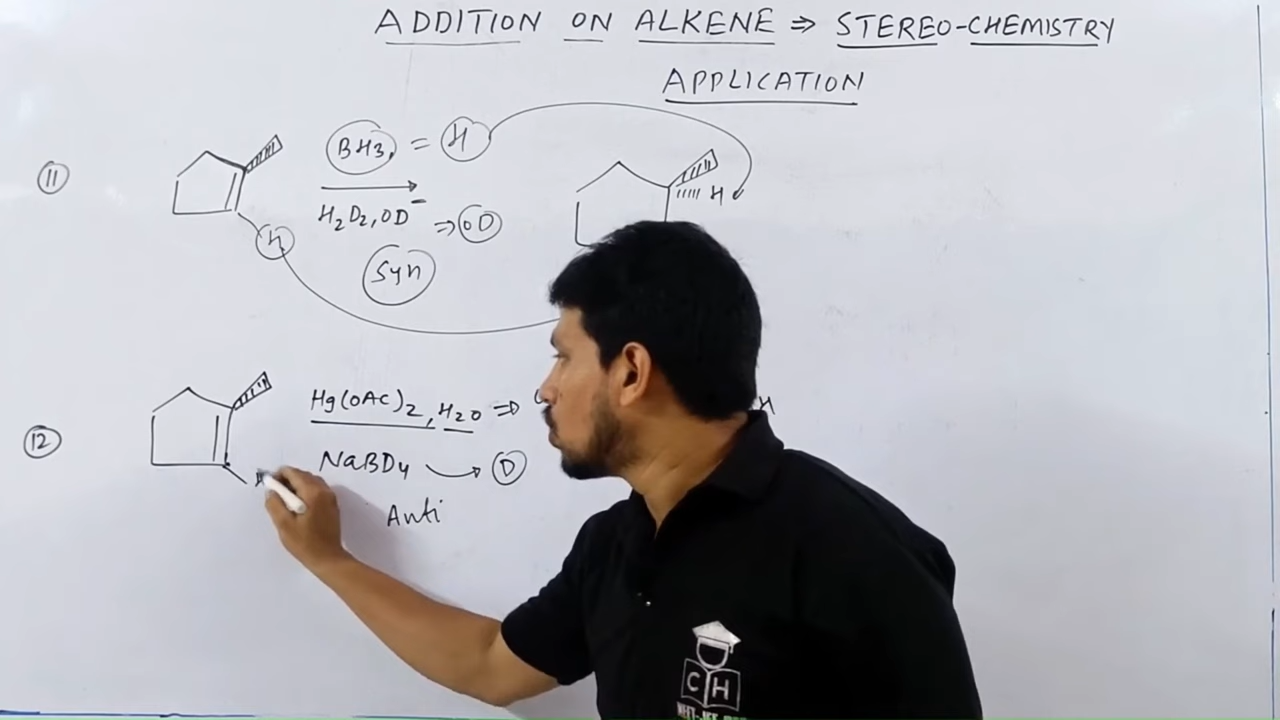 ADDITION ON ALKENE ⇒ STEREO-CHEMISTRY
APPLICATION
11
BH3, = H
H2D2, OD⁻ ⇒ OD
Syn
H
H
12
Hg(OAC)2, H2O ⇒
NaBD4 → D
Anti
H
CH